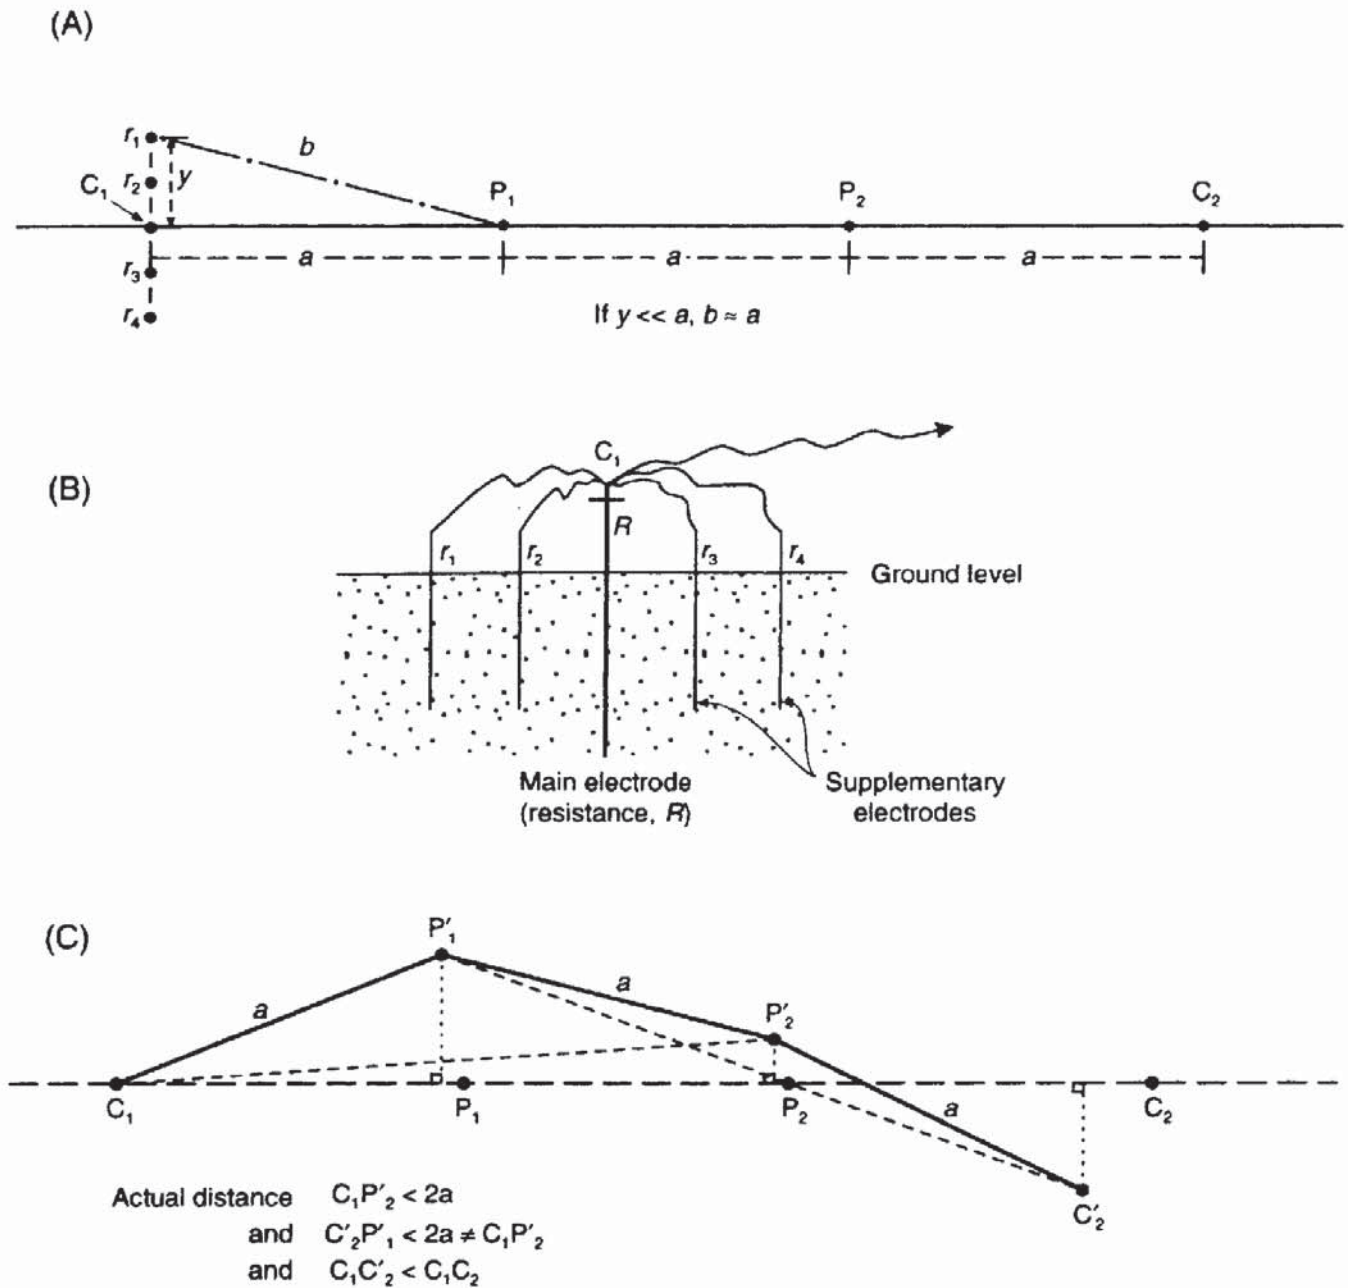 (A)
r₁
b
r₂
y
C₁
P₁
P₂
C₂
a
a
a
r₃
r₄
If y << a, b ≈ a
(B)
C₁
R
r₁
r₂
r₃
r₄
Ground level
Main electrode
(resistance, R)
Supplementary
electrodes
(C)
P′₁
a
a
P′₂
C₁
P₁
P₂
a
C₂
C′₂
Actual distance C₁P′₂ < 2a
and C′₂P′₁ < 2a ≠ C₁P′₂
and C₁C′₂ < C₁C₂